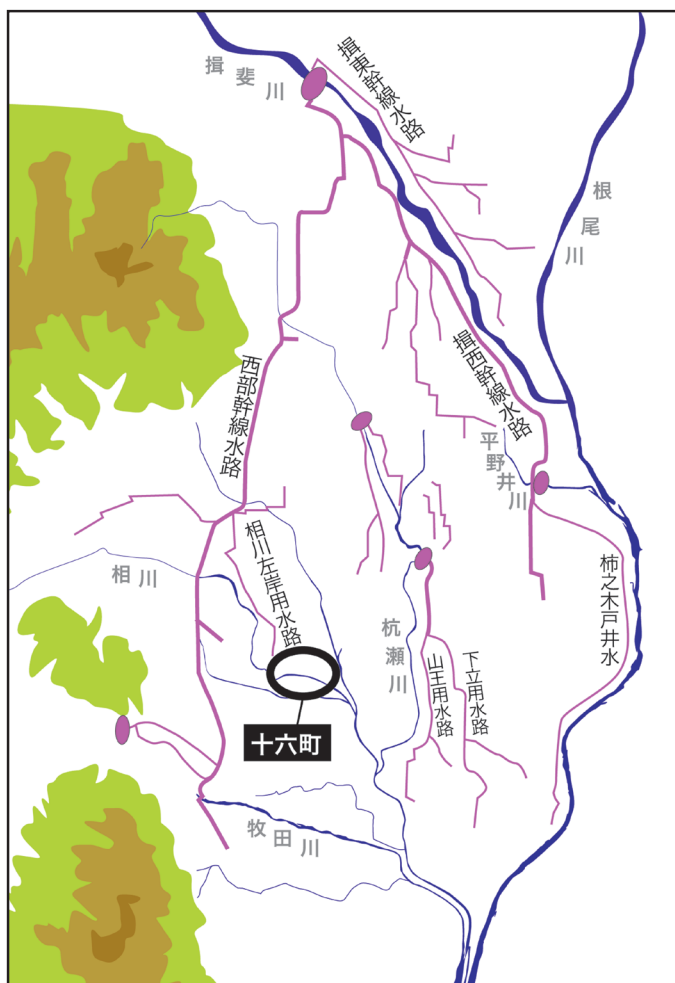 揖斐川
揖東幹線水路
根尾川
西部幹線水路
揖西幹線水路
平野井川
相川
相川左岸用水路
杭瀬川
山王用水路
下立用水路
柿之木戸井水
十六町
牧田川